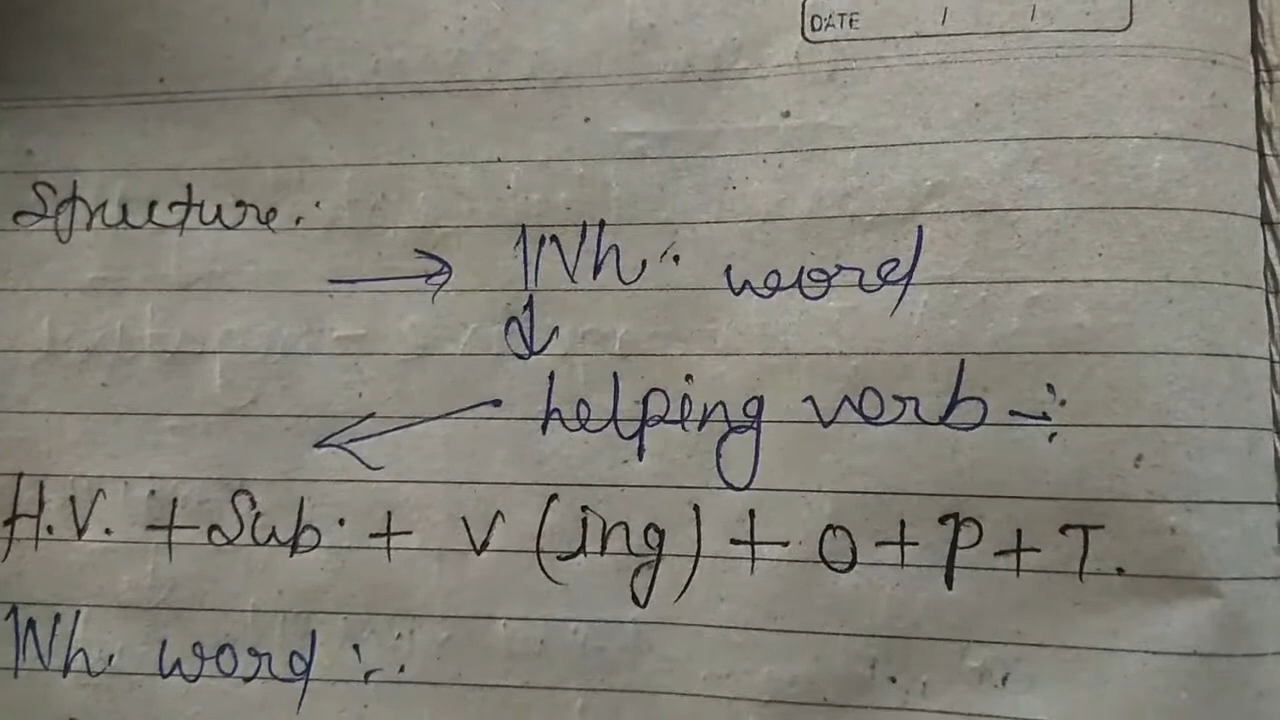 DATE / /
Structure:
→ Wh. word
↓
helping verb -:
H.V. + Sub. + V (ing) + O + P + T.
Wh. word :-